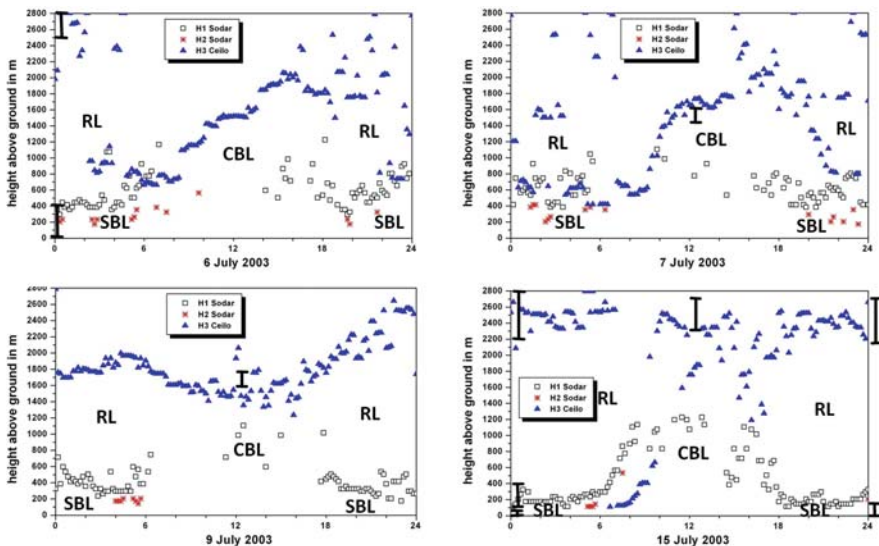 2800
2600
2400
2200
2000
1800
1600
1400
1200
1000
800
600
400
200
0
height above ground in m
H1 Sodar
H2 Sodar
H3 Ceilo
RL
CBL
RL
SBL
SBL
0 6 12 18 24
6 July 2003
2800
2600
2400
2200
2000
1800
1600
1400
1200
1000
800
600
400
200
0
height above ground in m
H1 Sodar
H2 Sodar
H3 Ceilo
RL
CBL
RL
SBL
SBL
0 6 12 18 24
7 July 2003
2800
2600
2400
2200
2000
1800
1600
1400
1200
1000
800
600
400
200
0
height above ground in m
H1 Sodar
H2 Sodar
H3 Ceilo
RL
RL
CBL
SBL
SBL
0 6 12 18 24
9 July 2003
2800
2600
2400
2200
2000
1800
1600
1400
1200
1000
800
600
400
200
0
height above ground in m
H1 Sodar
H2 Sodar
H3 Ceilo
RL
RL
CBL
SBL
SBL
0 6 12 18 24
15 July 2003